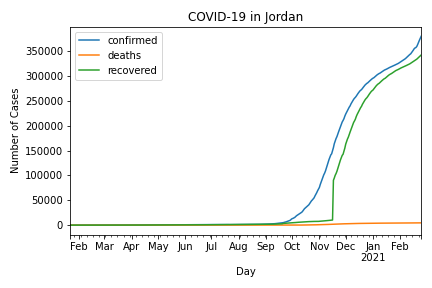 COVID-19 in Jordan
confirmed
deaths
recovered
Number of Cases
350000
300000
250000
200000
150000
100000
50000
0
Feb Mar Apr May Jun Jul Aug Sep Oct Nov Dec Jan Feb
2021
Day